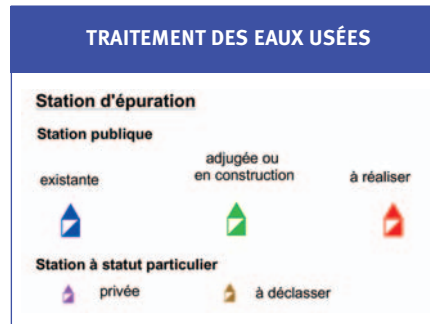 TRAITEMENT DES EAUX USÉES
Station d'épuration
Station publique
existante
adjugée ou
en construction
à réaliser
Station à statut particulier
privée
à déclasser